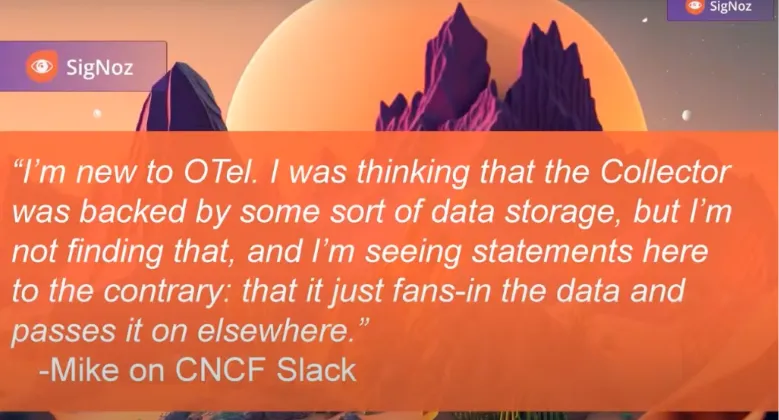 SigNoz
SigNoz
“I’m new to OTel. I was thinking that the Collector
was backed by some sort of data storage, but I’m
not finding that, and I’m seeing statements here
to the contrary: that it just fans-in the data and
passes it on elsewhere.”
-Mike on CNCF Slack